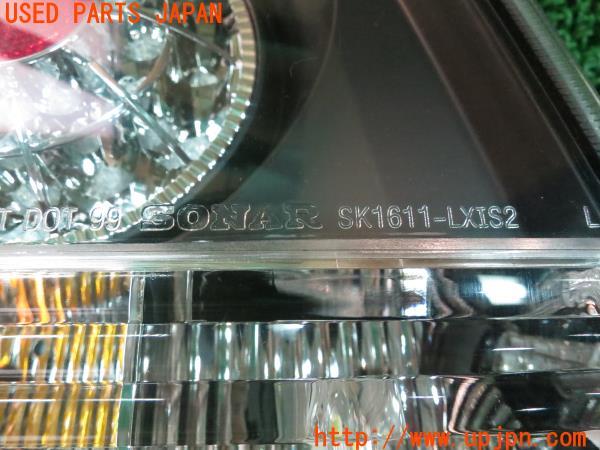 USED PARTS JAPAN
T DOT 99 SONAR SK1611-LXIS2 L
http://www.upjpn.com/